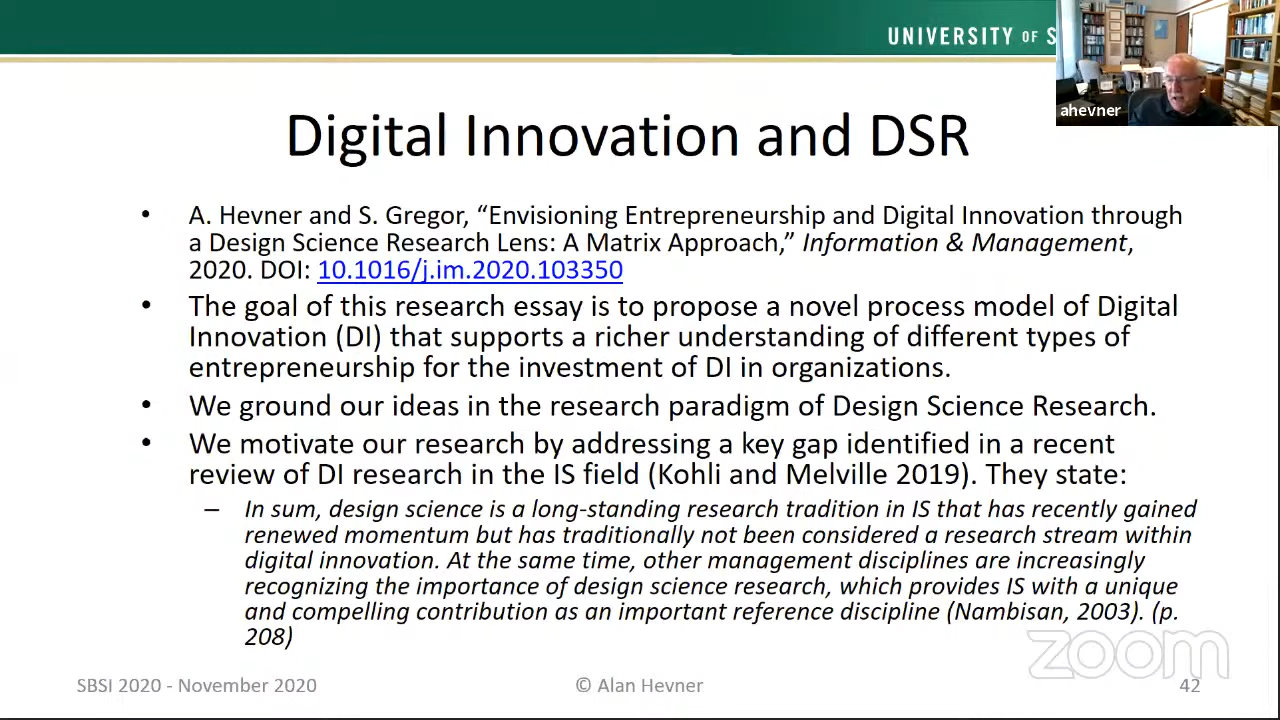 UNIVERSITY OF S
ahevner
Digital Innovation and DSR
• A. Hevner and S. Gregor, “Envisioning Entrepreneurship and Digital Innovation through
a Design Science Research Lens: A Matrix Approach,” Information & Management,
2020. DOI: 10.1016/j.im.2020.103350
• The goal of this research essay is to propose a novel process model of Digital
Innovation (DI) that supports a richer understanding of different types of
entrepreneurship for the investment of DI in organizations.
• We ground our ideas in the research paradigm of Design Science Research.
• We motivate our research by addressing a key gap identified in a recent
review of DI research in the IS field (Kohli and Melville 2019). They state:
– In sum, design science is a long-standing research tradition in IS that has recently gained
renewed momentum but has traditionally not been considered a research stream within
digital innovation. At the same time, other management disciplines are increasingly
recognizing the importance of design science research, which provides IS with a unique
and compelling contribution as an important reference discipline (Nambisan, 2003). (p.
208)
zoom
SBSI 2020 - November 2020
© Alan Hevner
42